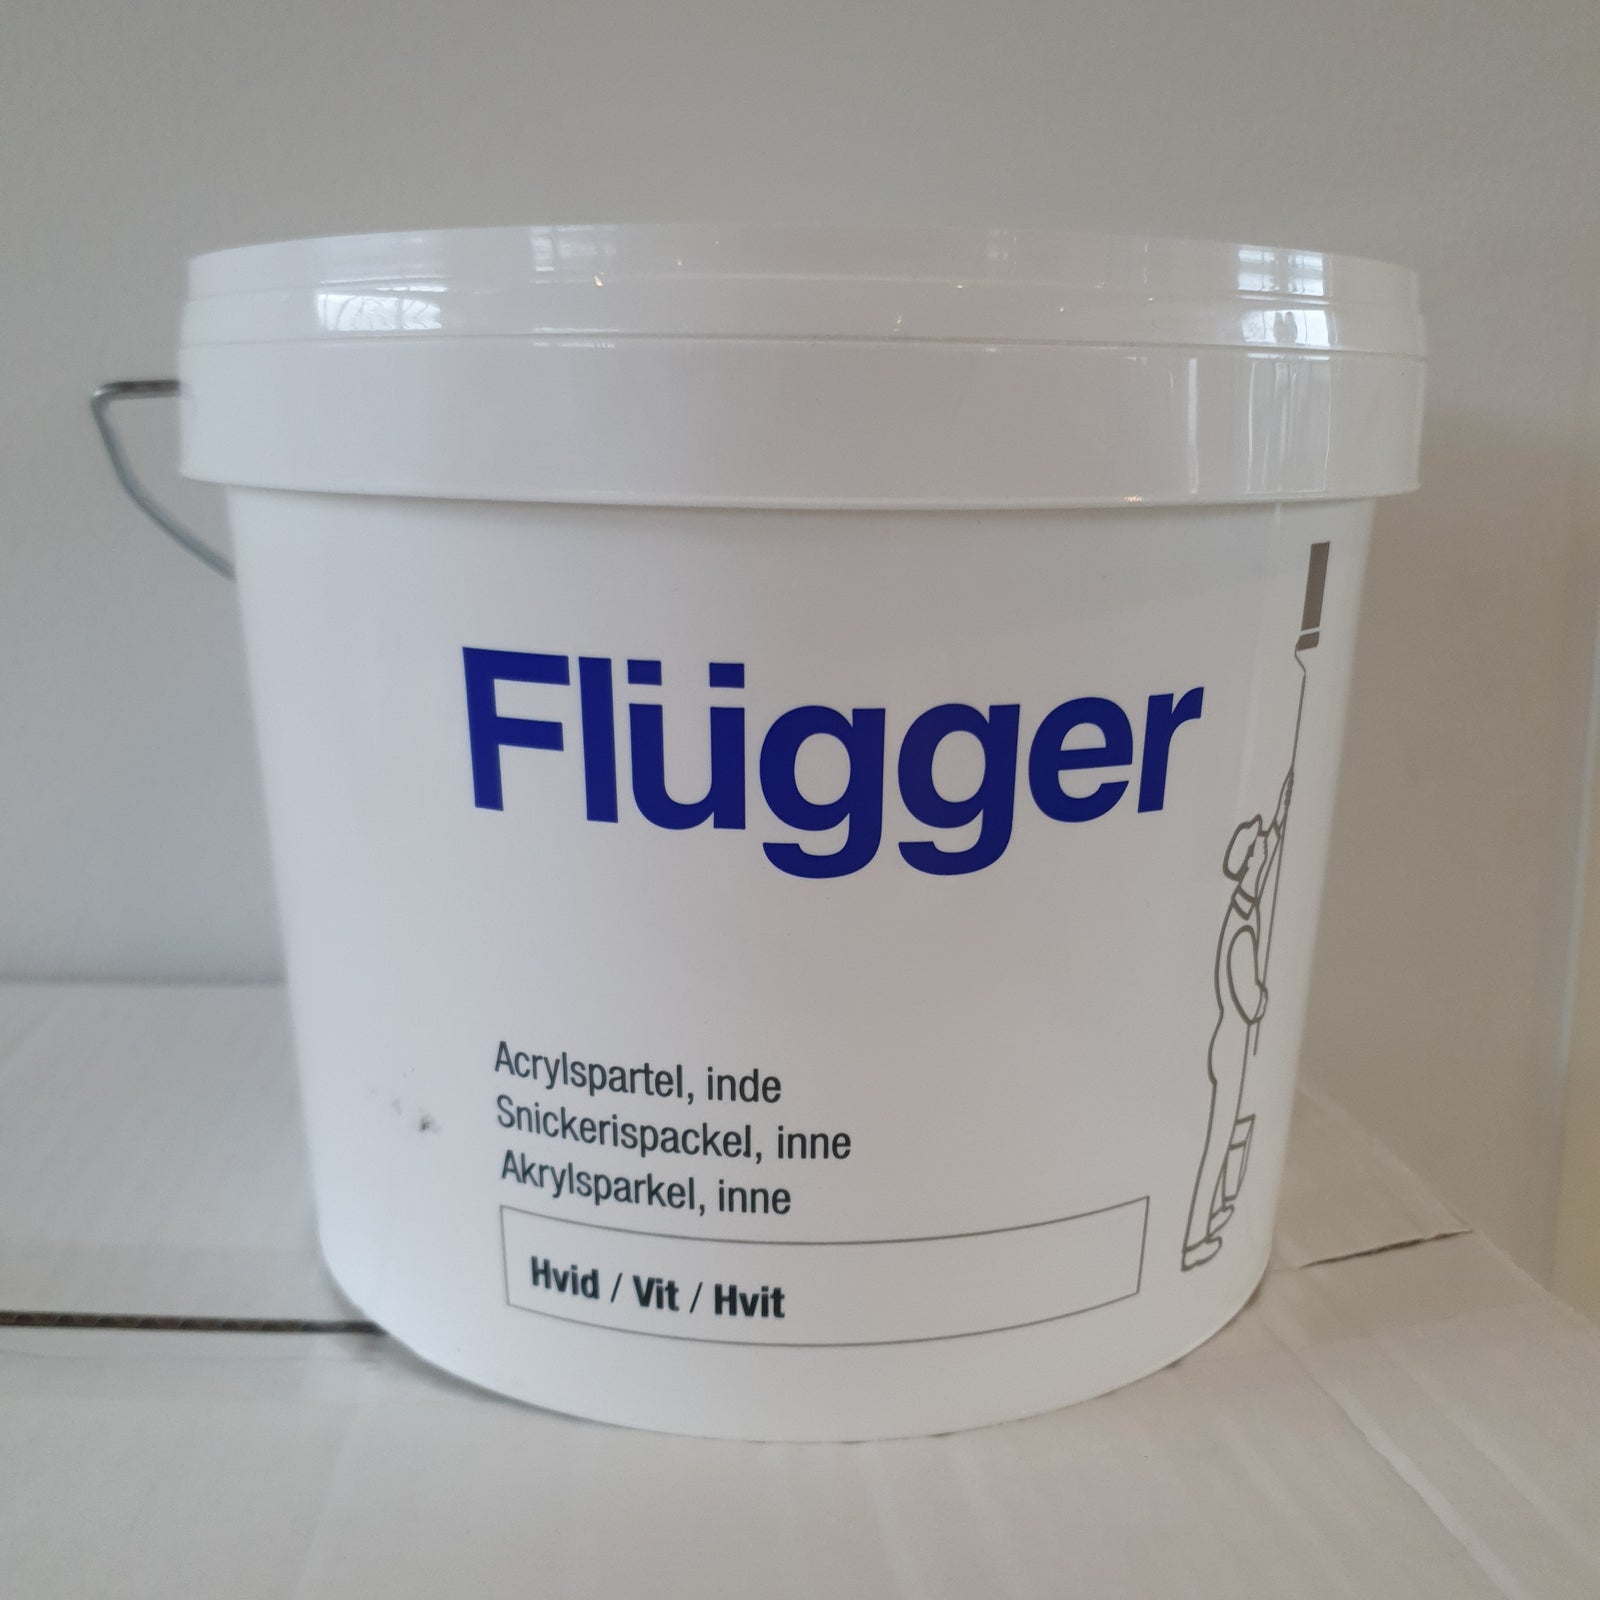 Flügger
Acrylspartel, inde
Snickerispackel, inne
Akrylsparkel, inne
Hvid / Vit / Hvit